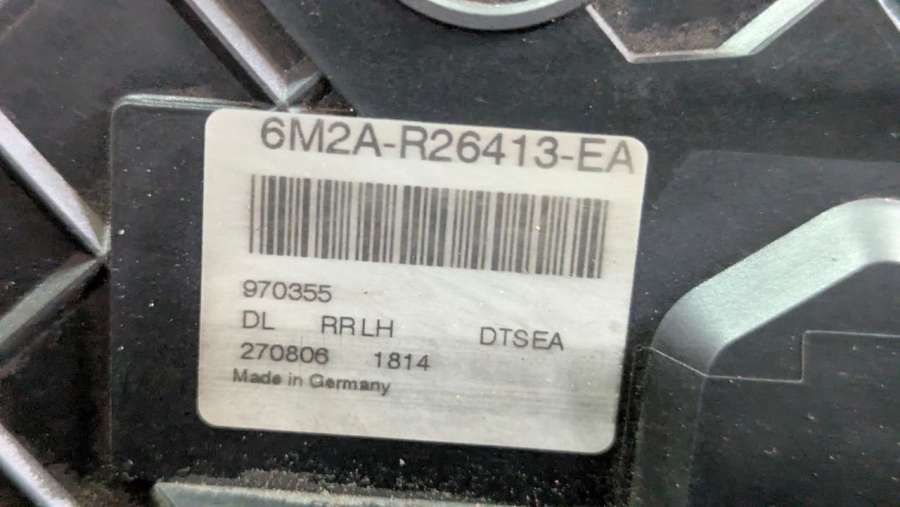 6M2A-R26413-EA
970355
DL RR LH DTSEA
270806 1814
Made in Germany